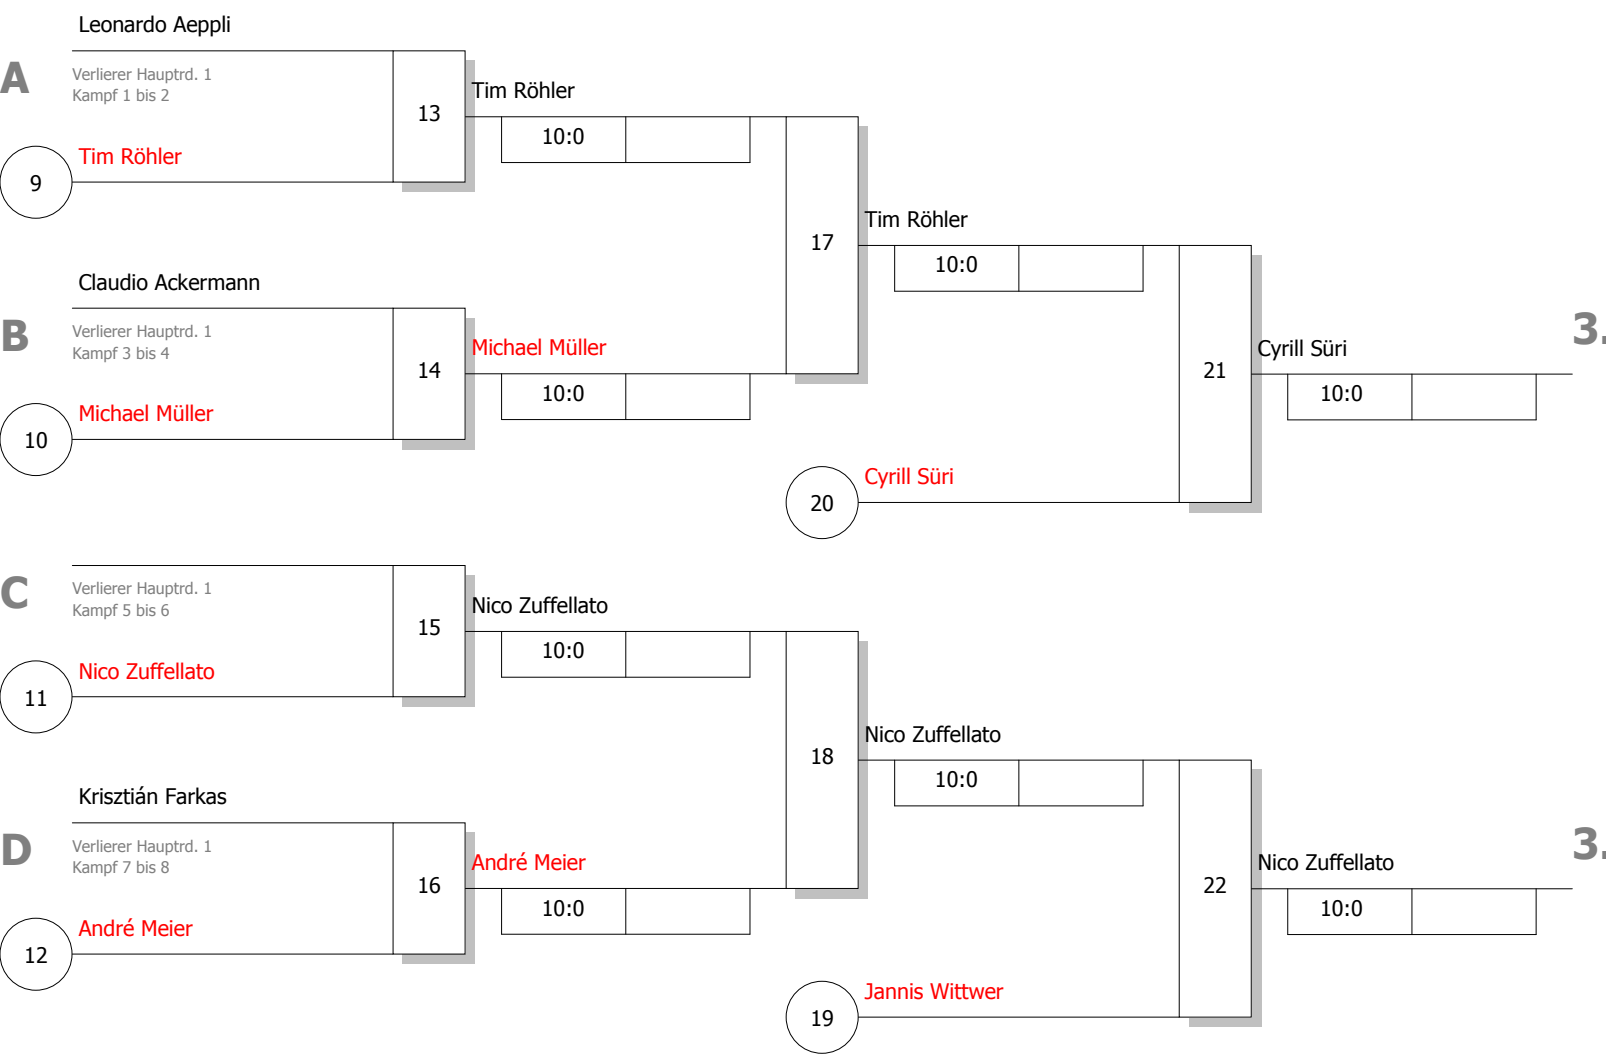 Leonardo Aeppli
A
Verlierer Hauptrd. 1
Kampf 1 bis 2
13
Tim Röhler
10:0
Tim Röhler
9
17
Tim Röhler
10:0
Claudio Ackermann
B
Verlierer Hauptrd. 1
Kampf 3 bis 4
14
Michael Müller
10:0
Michael Müller
10
21
Cyrill Süri
10:0
3.
Cyrill Süri
20
C
Verlierer Hauptrd. 1
Kampf 5 bis 6
15
Nico Zuffellato
10:0
Nico Zuffellato
11
18
Nico Zuffellato
10:0
Krisztián Farkas
D
Verlierer Hauptrd. 1
Kampf 7 bis 8
16
André Meier
10:0
André Meier
12
22
Nico Zuffellato
10:0
3.
Jannis Wittwer
19